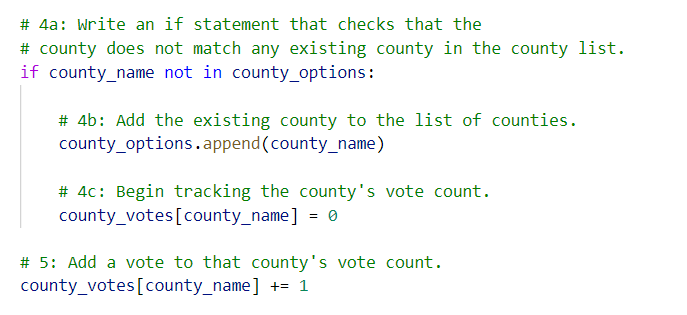 # 4a: Write an if statement that checks that the
# county does not match any existing county in the county list.
if county_name not in county_options:
# 4b: Add the existing county to the list of counties.
county_options.append(county_name)
# 4c: Begin tracking the county's vote count.
county_votes[county_name] = 0
# 5: Add a vote to that county's vote count.
county_votes[county_name] += 1